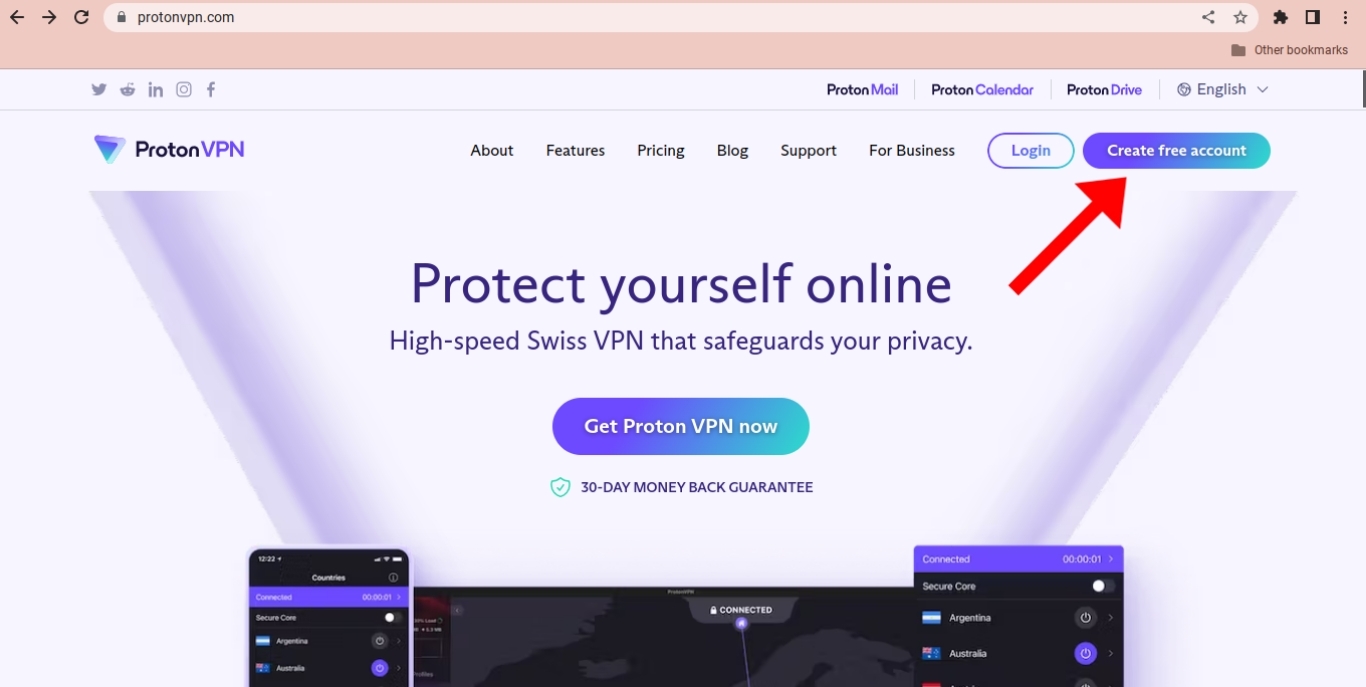 protonvpn.com
Other bookmarks
Proton Mail
Proton Calendar
Proton Drive
English
Proton VPN
About
Features
Pricing
Blog
Support
For Business
Login
Create free account
Protect yourself online
High-speed Swiss VPN that safeguards your privacy.
Get Proton VPN now
30-DAY MONEY BACK GUARANTEE
12:22
Countries
Connected 00:00:01
Secure Core
Argentina
Australia
ProtonVPN
CONNECTED
Connected 00:00:01
Secure Core
Argentina
Australia